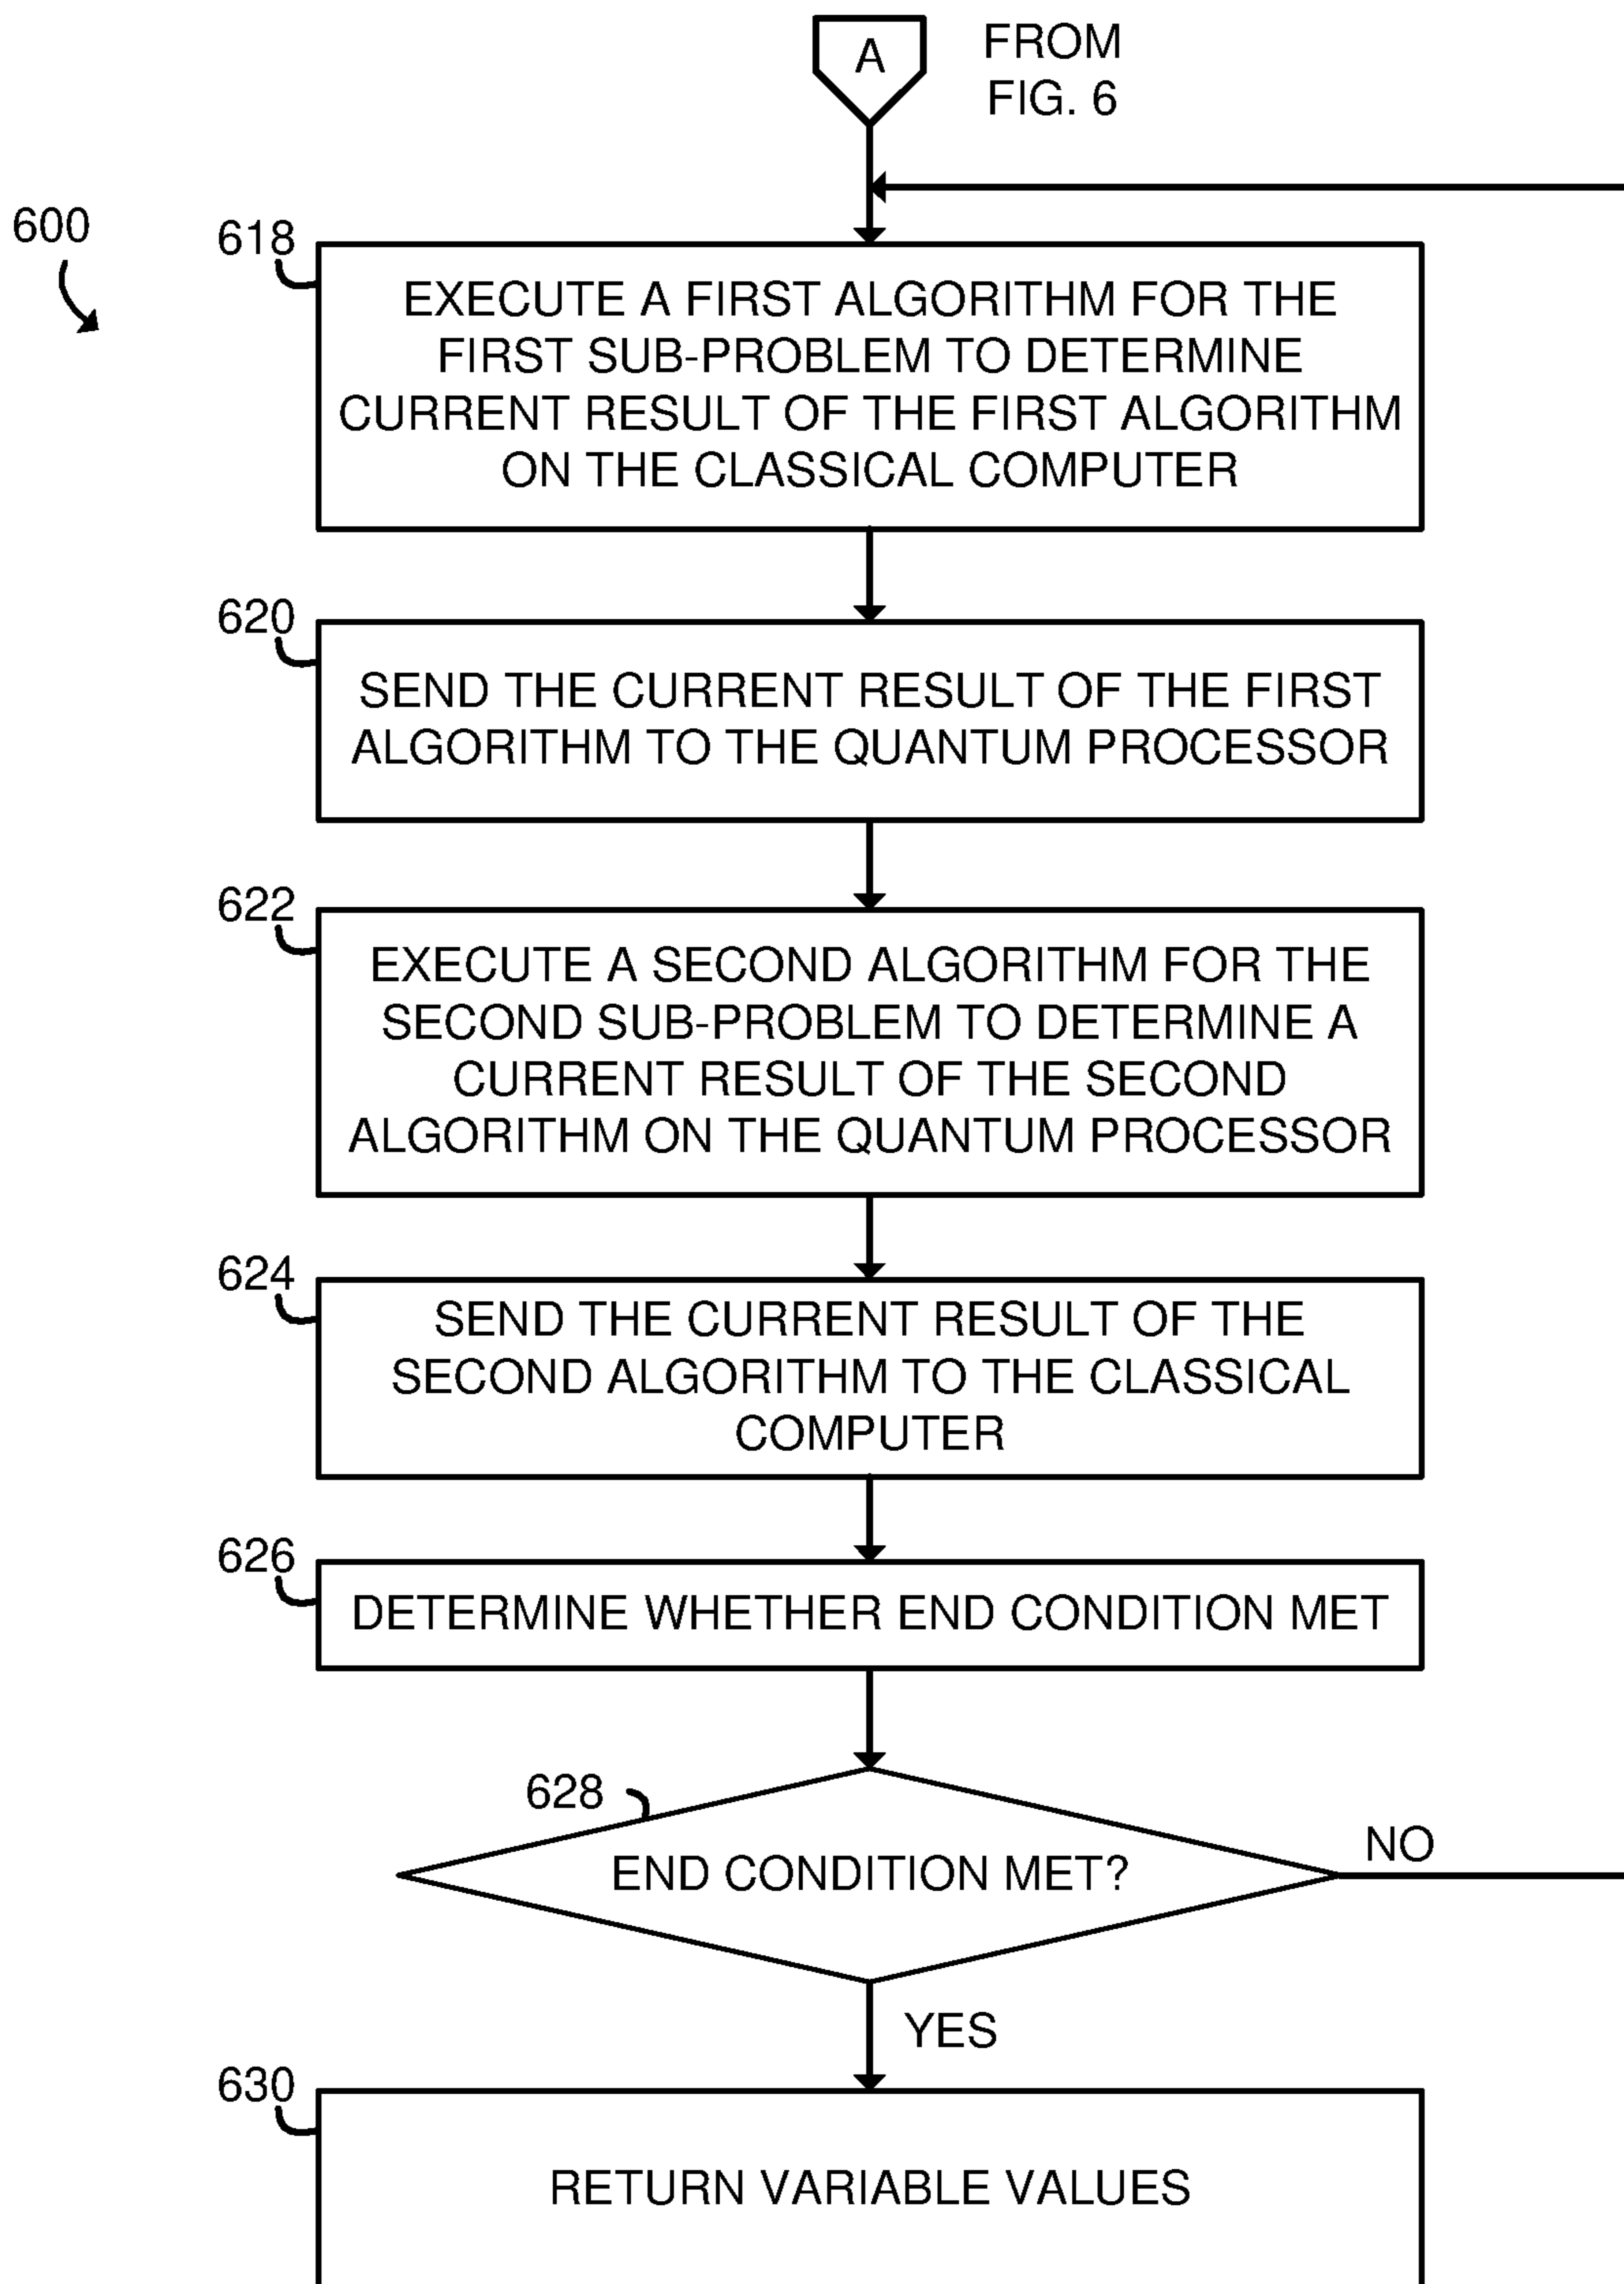 A
FROM
FIG. 6
600
618
EXECUTE A FIRST ALGORITHM FOR THE
FIRST SUB-PROBLEM TO DETERMINE
CURRENT RESULT OF THE FIRST ALGORITHM
ON THE CLASSICAL COMPUTER
620
SEND THE CURRENT RESULT OF THE FIRST
ALGORITHM TO THE QUANTUM PROCESSOR
622
EXECUTE A SECOND ALGORITHM FOR THE
SECOND SUB-PROBLEM TO DETERMINE A
CURRENT RESULT OF THE SECOND
ALGORITHM ON THE QUANTUM PROCESSOR
624
SEND THE CURRENT RESULT OF THE
SECOND ALGORITHM TO THE CLASSICAL
COMPUTER
626
DETERMINE WHETHER END CONDITION MET
628
END CONDITION MET?
NO
YES
630
RETURN VARIABLE VALUES